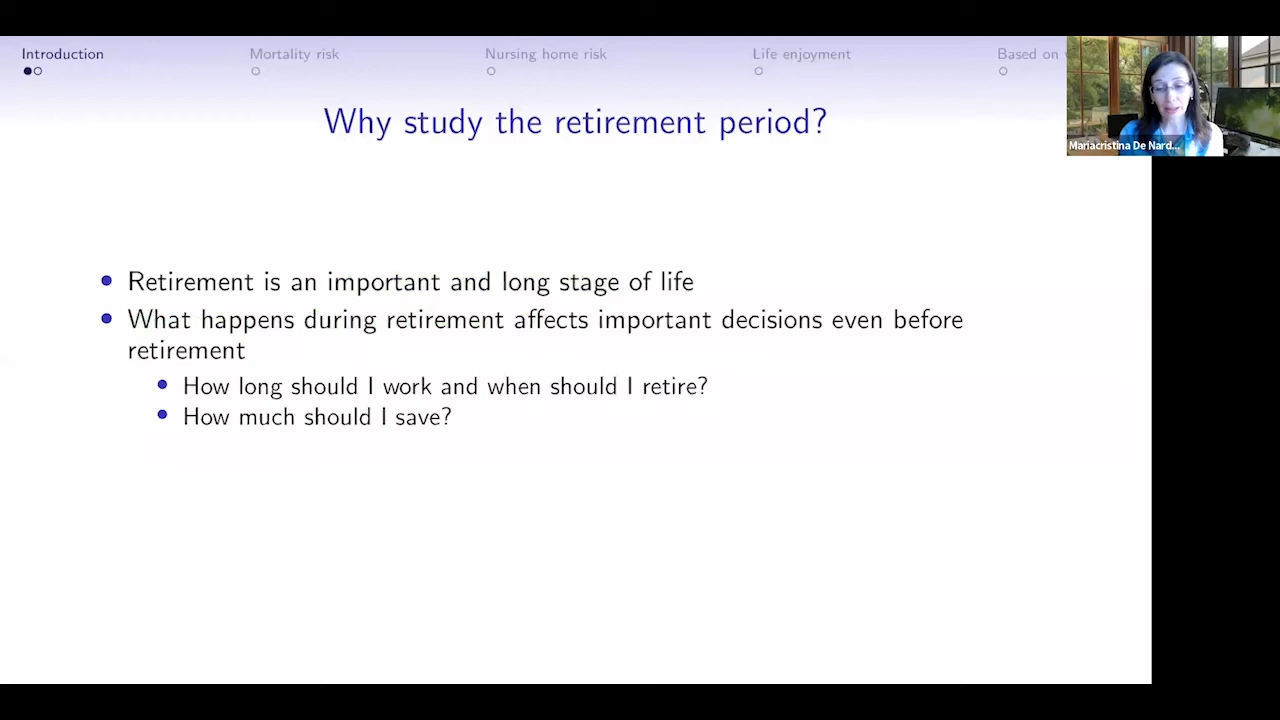 Introduction
Mortality risk
Nursing home risk
Life enjoyment
Based on
Mariacristina De Nard...
Why study the retirement period?
Retirement is an important and long stage of life
What happens during retirement affects important decisions even before
retirement
How long should I work and when should I retire?
How much should I save?